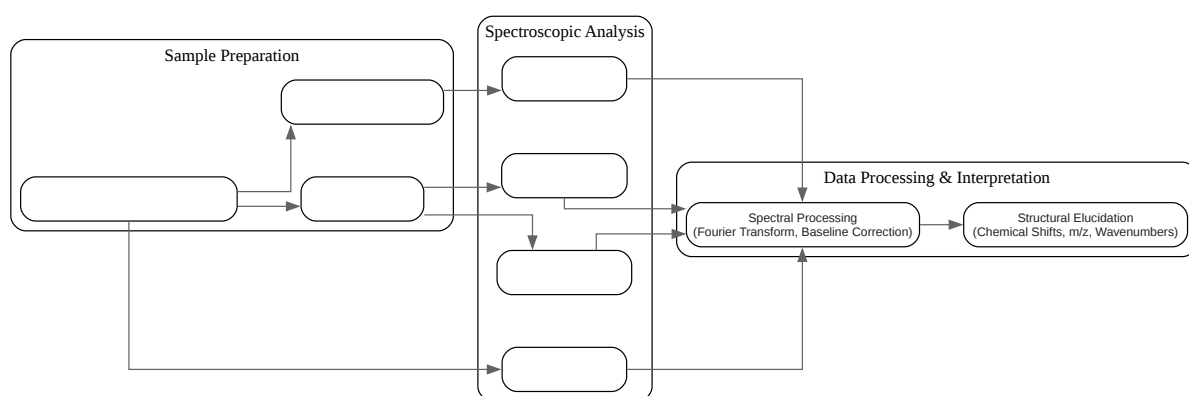 Spectroscopic Analysis
Sample Preparation
Data Processing & Interpretation
Spectral Processing
(Fourier Transform, Baseline Correction)
Structural Elucidation
(Chemical Shifts, m/z, Wavenumbers)